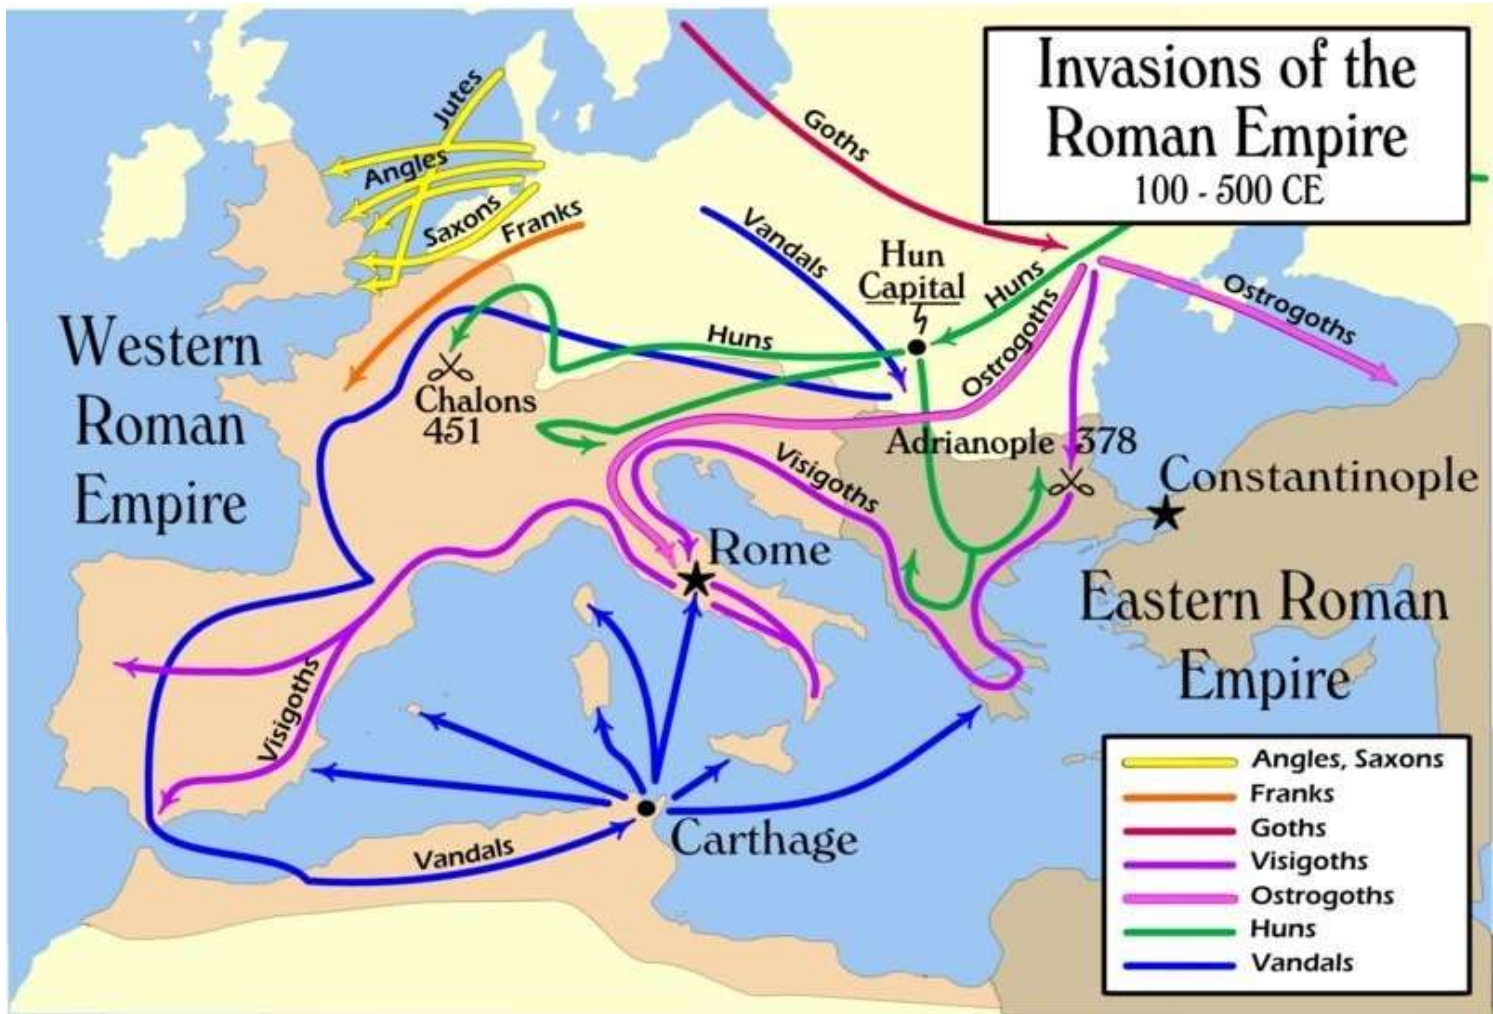 Invasions of the
Roman Empire
100 - 500 CE
Jutes
Angles
Saxons
Franks
Goths
Vandals
Hun
Capital
Huns
Ostrogoths
Ostrogoths
Western
Roman
Empire
Huns
Chalons
451
Adrianople 378
Visigoths
Constantinople
Rome
Eastern Roman
Empire
Visigoths
Carthage
Vandals
Angles, Saxons
Franks
Goths
Visigoths
Ostrogoths
Huns
Vandals